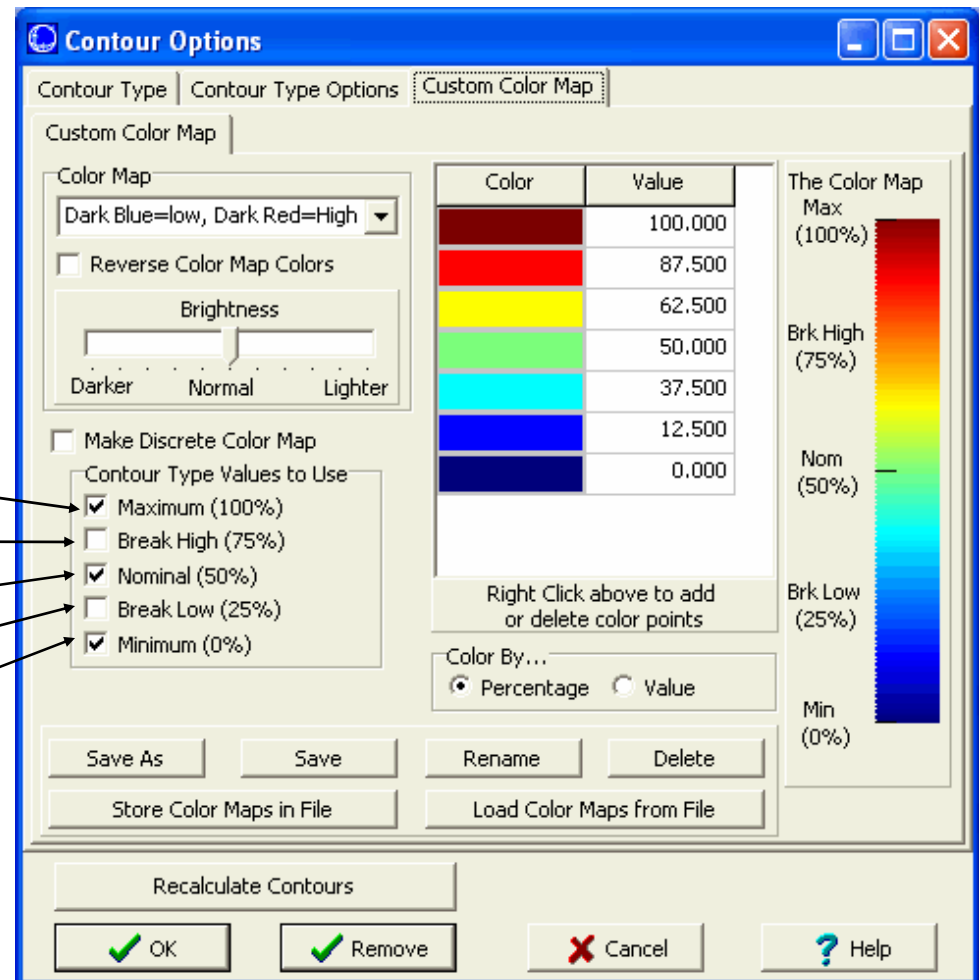 Contour Options
Contour Type
Contour Type Options
Custom Color Map
Custom Color Map
Color Map
Dark Blue=low, Dark Red=High
Reverse Color Map Colors
Brightness
Darker Normal Lighter
Make Discrete Color Map
Contour Type Values to Use
Maximum (100%)
Break High (75%)
Nominal (50%)
Break Low (25%)
Minimum (0%)
Color Value
100.000
87.500
62.500
50.000
37.500
12.500
0.000
Right Click above to add
or delete color points
Color By...
Percentage Value
The Color Map
Max
(100%)
Brk High
(75%)
Nom
(50%)
Brk Low
(25%)
Min
(0%)
Save As Save Rename Delete
Store Color Maps in File Load Color Maps from File
Recalculate Contours
OK Remove Cancel ? Help